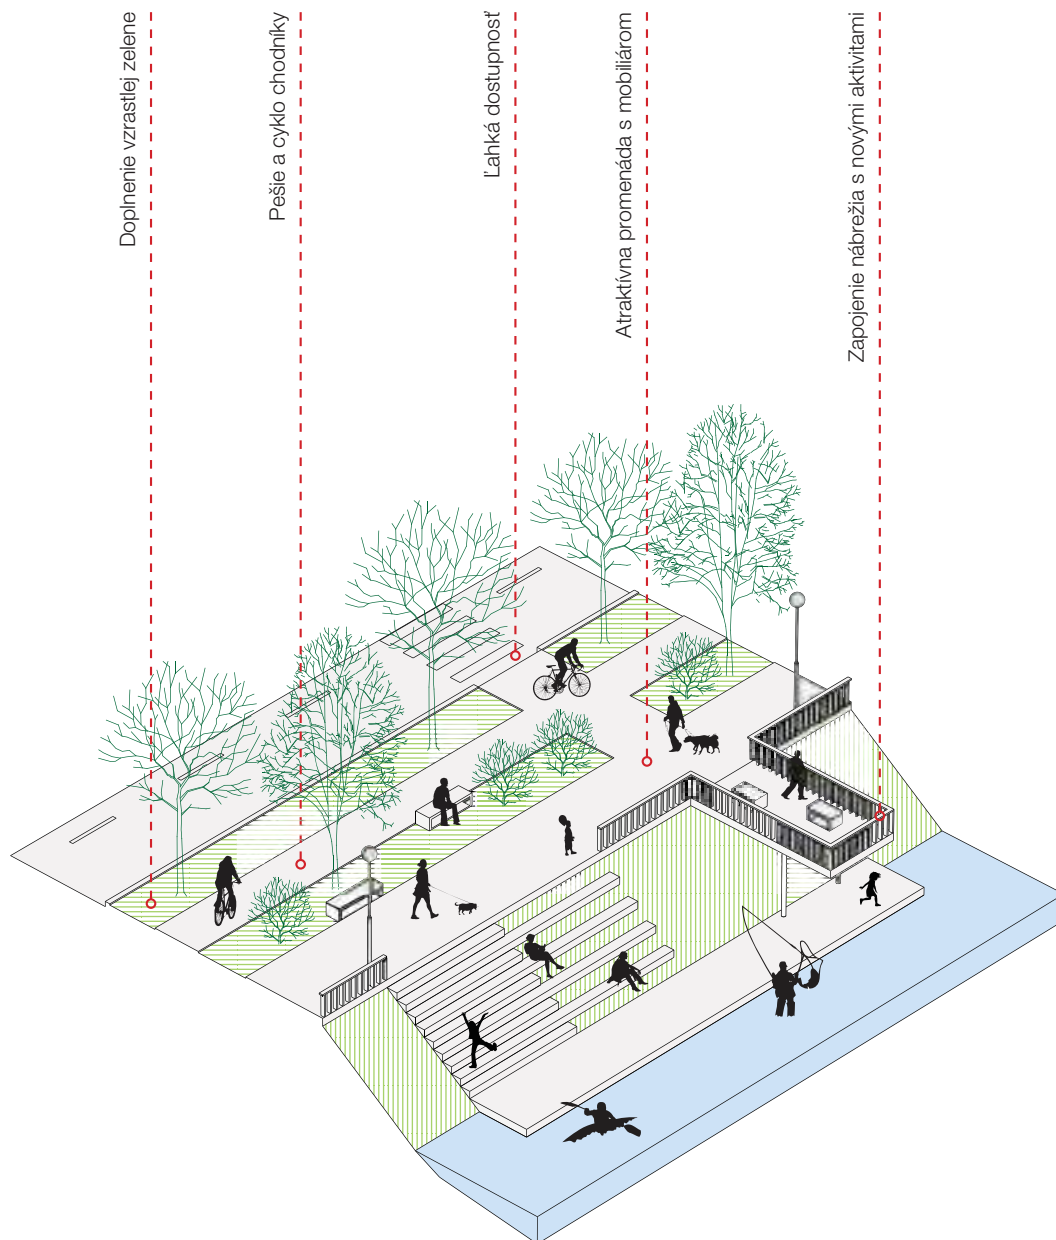 Doplnenie vzrastlej zelene
Pešie a cyklo chodníky
Ľahká dostupnosť
Atraktívna promenáda s mobiliárom
Zapojenie nábrežia s novými aktivitami